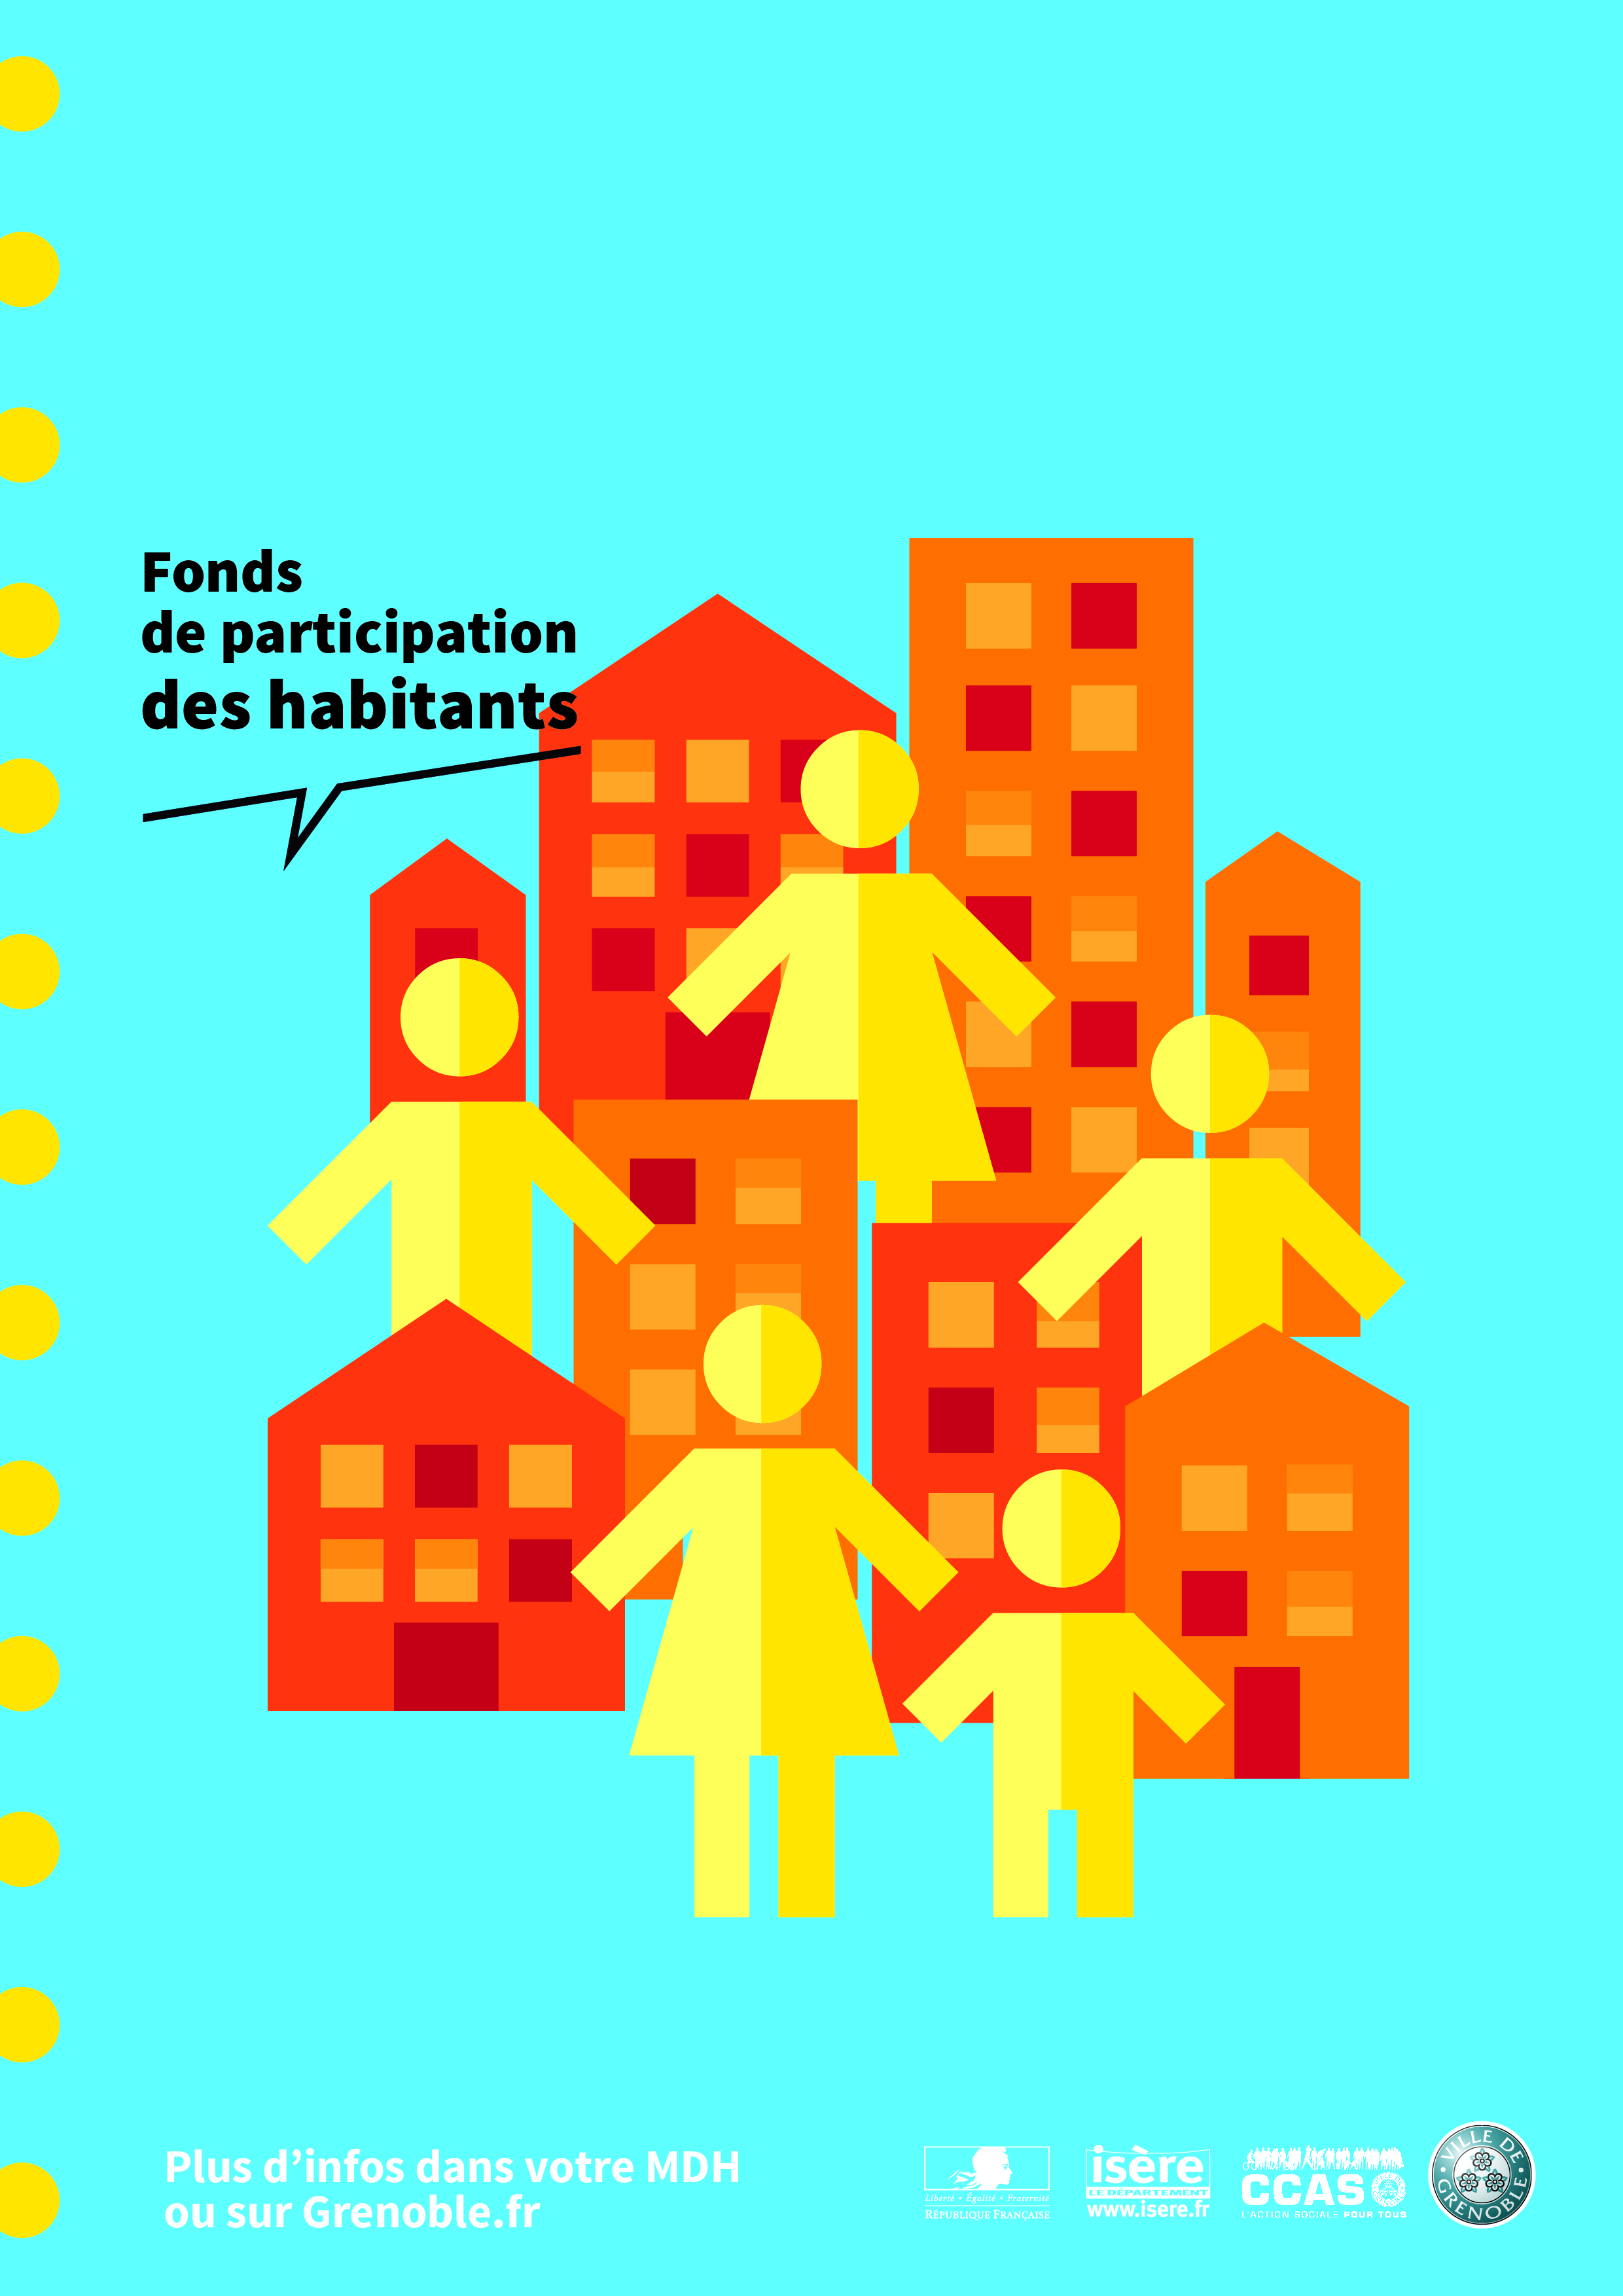 Fonds
de participation
des habitants
Plus d’infos dans votre MDH
ou sur Grenoble.fr
Liberté • Égalité • Fraternité
RÉPUBLIQUE FRANÇAISE
isère
LE DÉPARTEMENT
www.isere.fr
CCAS
L'ACTION SOCIALE POUR TOUS
VILLE DE
GRENOBLE